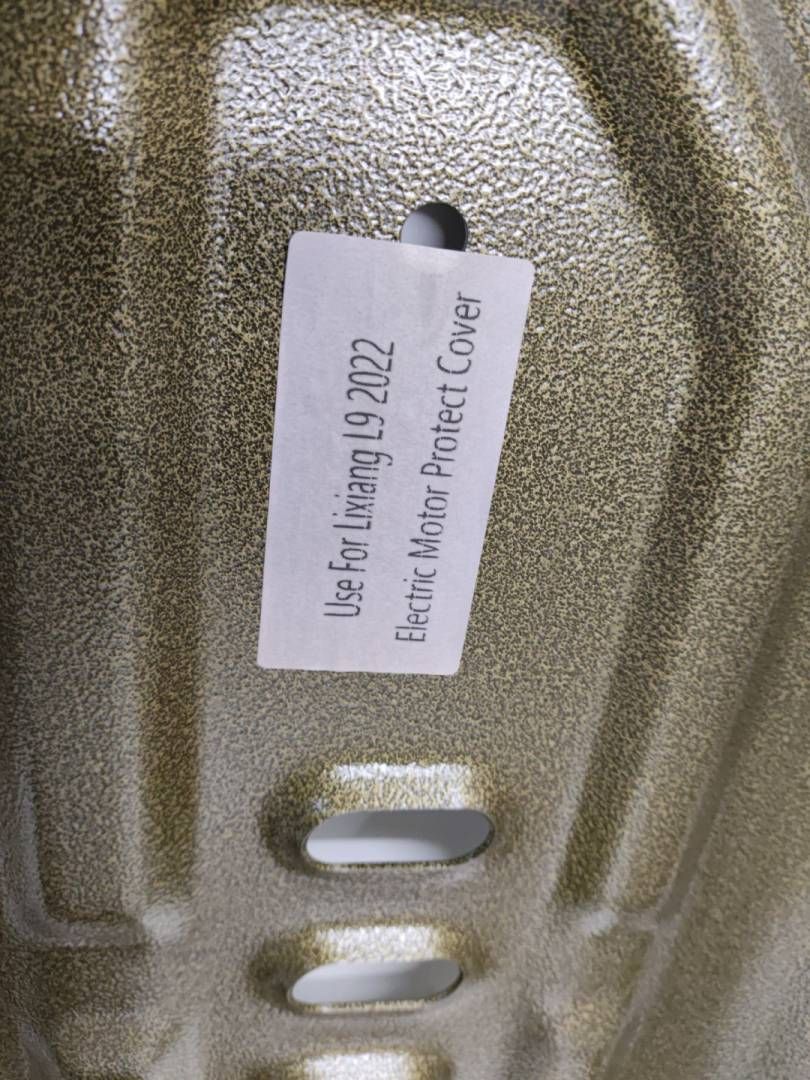 Use For Lixiang L9 2022
Electric Motor Protect Cover